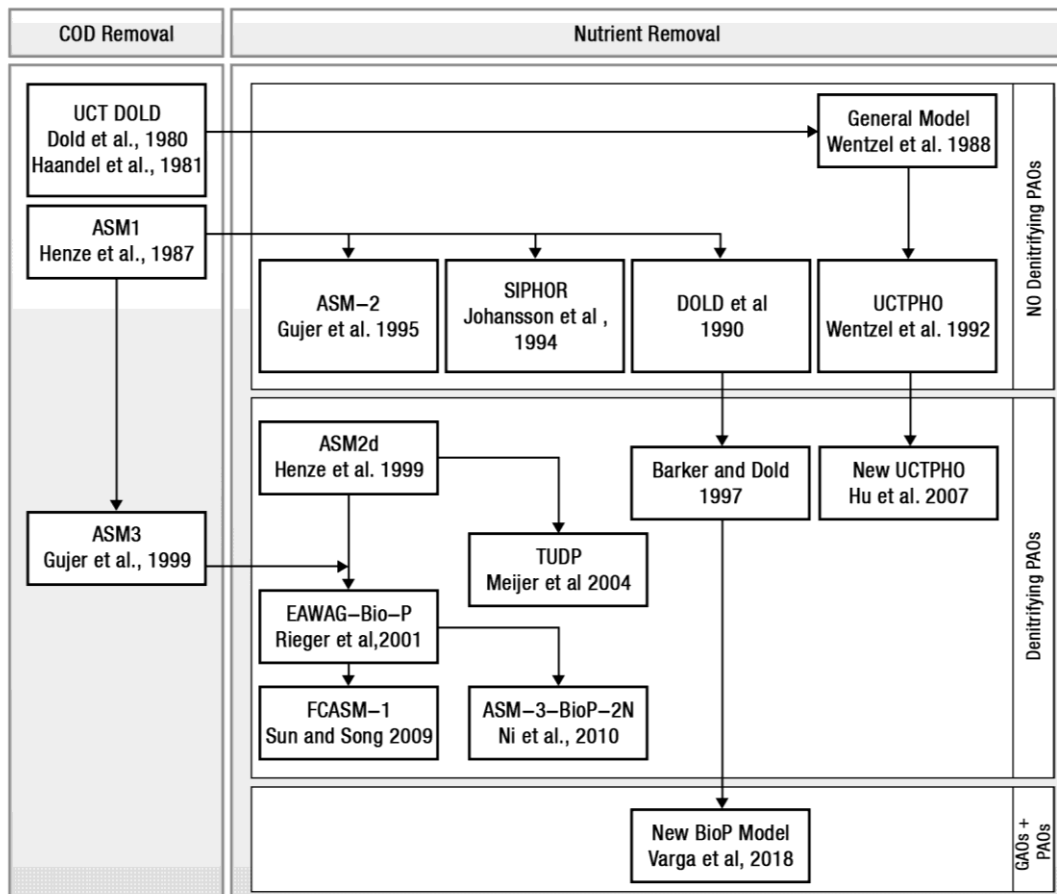 COD Removal
Nutrient Removal
UCT DOLD
Dold et al., 1980
Haandel et al., 1981
General Model
Wentzel et al. 1988
NO Denitrifying PAOs
ASM1
Henze et al., 1987
ASM-2
Gujer et al. 1995
SIPHOR
Johansson et al ,
1994
DOLD et al
1990
UCTPHO
Wentzel et al. 1992
ASM2d
Henze et al. 1999
Barker and Dold
1997
New UCTPHO
Hu et al. 2007
Denitrifying PAOs
ASM3
Gujer et al., 1999
TUDP
Meijer et al 2004
EAWAG-Bio-P
Rieger et al,2001
FCASM-1
Sun and Song 2009
ASM-3-BioP-2N
Ni et al., 2010
New BioP Model
Varga et al, 2018
GAOs +
PAOs